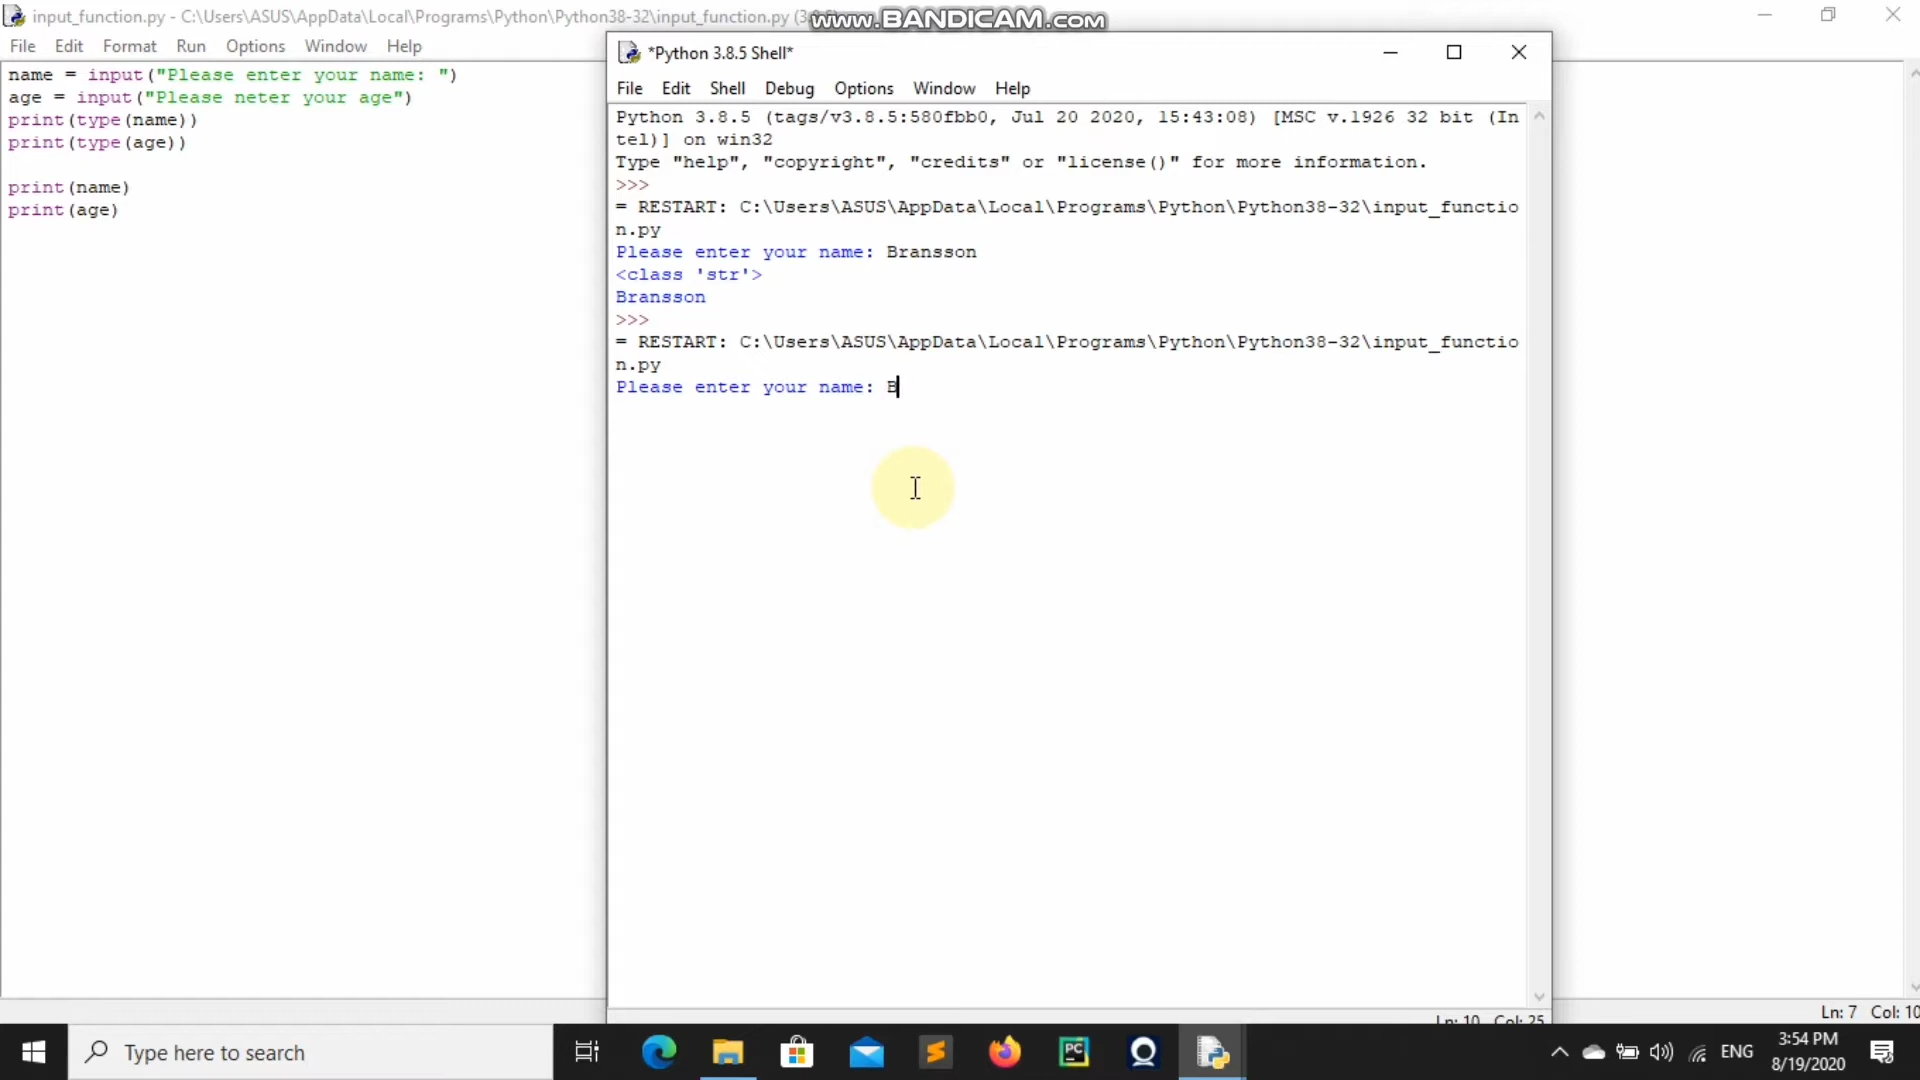 input_function.py - C:\Users\ASUS\AppData\Local\Programs\Python\Python38-32\input_function.py
www.BANDICAM.com
File Edit Format Run Options Window Help
name = input("Please enter your name: ")
age = input("Please neter your age")
print(type(name))
print(type(age))
print(name)
print(age)
*Python 3.8.5 Shell*
File Edit Shell Debug Options Window Help
Python 3.8.5 (tags/v3.8.5:580fbb0, Jul 20 2020, 15:43:08) [MSC v.1926 32 bit (In
tel)] on win32
Type "help", "copyright", "credits" or "license()" for more information.
>>>
= RESTART: C:\Users\ASUS\AppData\Local\Programs\Python\Python38-32\input_functio
n.py
Please enter your name: Bransson
<class 'str'>
Bransson
>>>
= RESTART: C:\Users\ASUS\AppData\Local\Programs\Python\Python38-32\input_functio
n.py
Please enter your name: B
Ln: 10 Col: 25
Ln: 7 Col: 10
Type here to search
PC
ENG
3:54 PM
8/19/2020